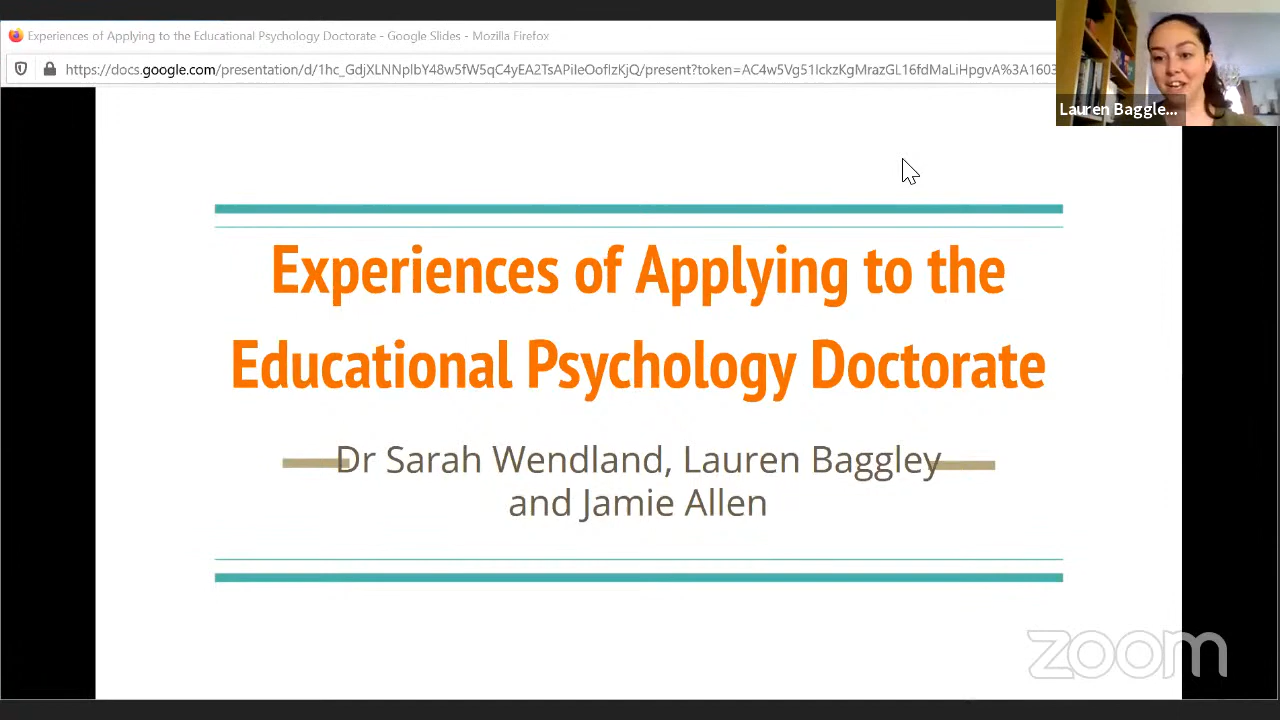 Experiences of Applying to the Educational Psychology Doctorate - Google Slides - Mozilla Firefox
https://docs.google.com/presentation/d/1hc_GdjXLNNplbY48w5fW5qC4yEA2TsAPiIeOofIzKjQ/present?token=AC4w5Vg51IckzKgMrazGL16fdMaLiHpgvA%3A1603
Lauren Baggle...
Experiences of Applying to the
Educational Psychology Doctorate
Dr Sarah Wendland, Lauren Baggley
and Jamie Allen
zoom